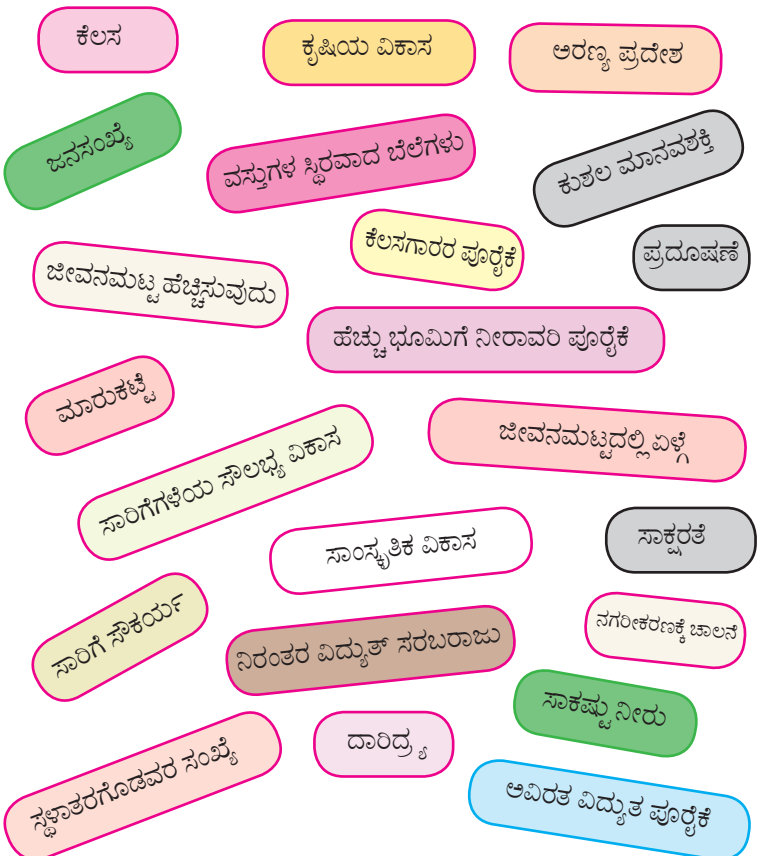 ಕೆಲಸ
ಕೃಷಿಯ ವಿಕಾಸ
ಅರಣ್ಯ ಪ್ರದೇಶ
ಜನಸಂಖ್ಯೆ
ವಸ್ತುಗಳ ಸ್ಥಿರವಾದ ಬೆಲೆಗಳು
ಕುಶಲ ಮಾನವಶಕ್ತಿ
ಕೆಲಸಗಾರರ ಪೂರೈಕೆ
ಪ್ರದೂಷಣೆ
ಜೀವನಮಟ್ಟ ಹೆಚ್ಚಿಸುವುದು
ಹೆಚ್ಚು ಭೂಮಿಗೆ ನೀರಾವರಿ ಪೂರೈಕೆ
ಮಾರುಕಟ್ಟೆ
ಜೀವನಮಟ್ಟದಲ್ಲಿ ಏಳ್ಗೆ
ಸಾರಿಗೆಗಳೆಯ ಸೌಲಭ್ಯ ವಿಕಾಸ
ಸಾಂಸ್ಕೃತಿಕ ವಿಕಾಸ
ಸಾಕ್ಷರತೆ
ಸಾರಿಗೆ ಸೌಕರ್ಯ
ನಿರಂತರ ವಿದ್ಯುತ್ ಸರಬರಾಜು
ನಗರೀಕರಣಕ್ಕೆ ಚಾಲನೆ
ಸಾಕಷ್ಟು ನೀರು
ಸ್ಥಳಾತರಗೊಡವರ ಸಂಖ್ಯೆ
ದಾರಿದ್ರ್ಯ
ಅವಿರತ ವಿದ್ಯುತ ಪೂರೈಕೆ